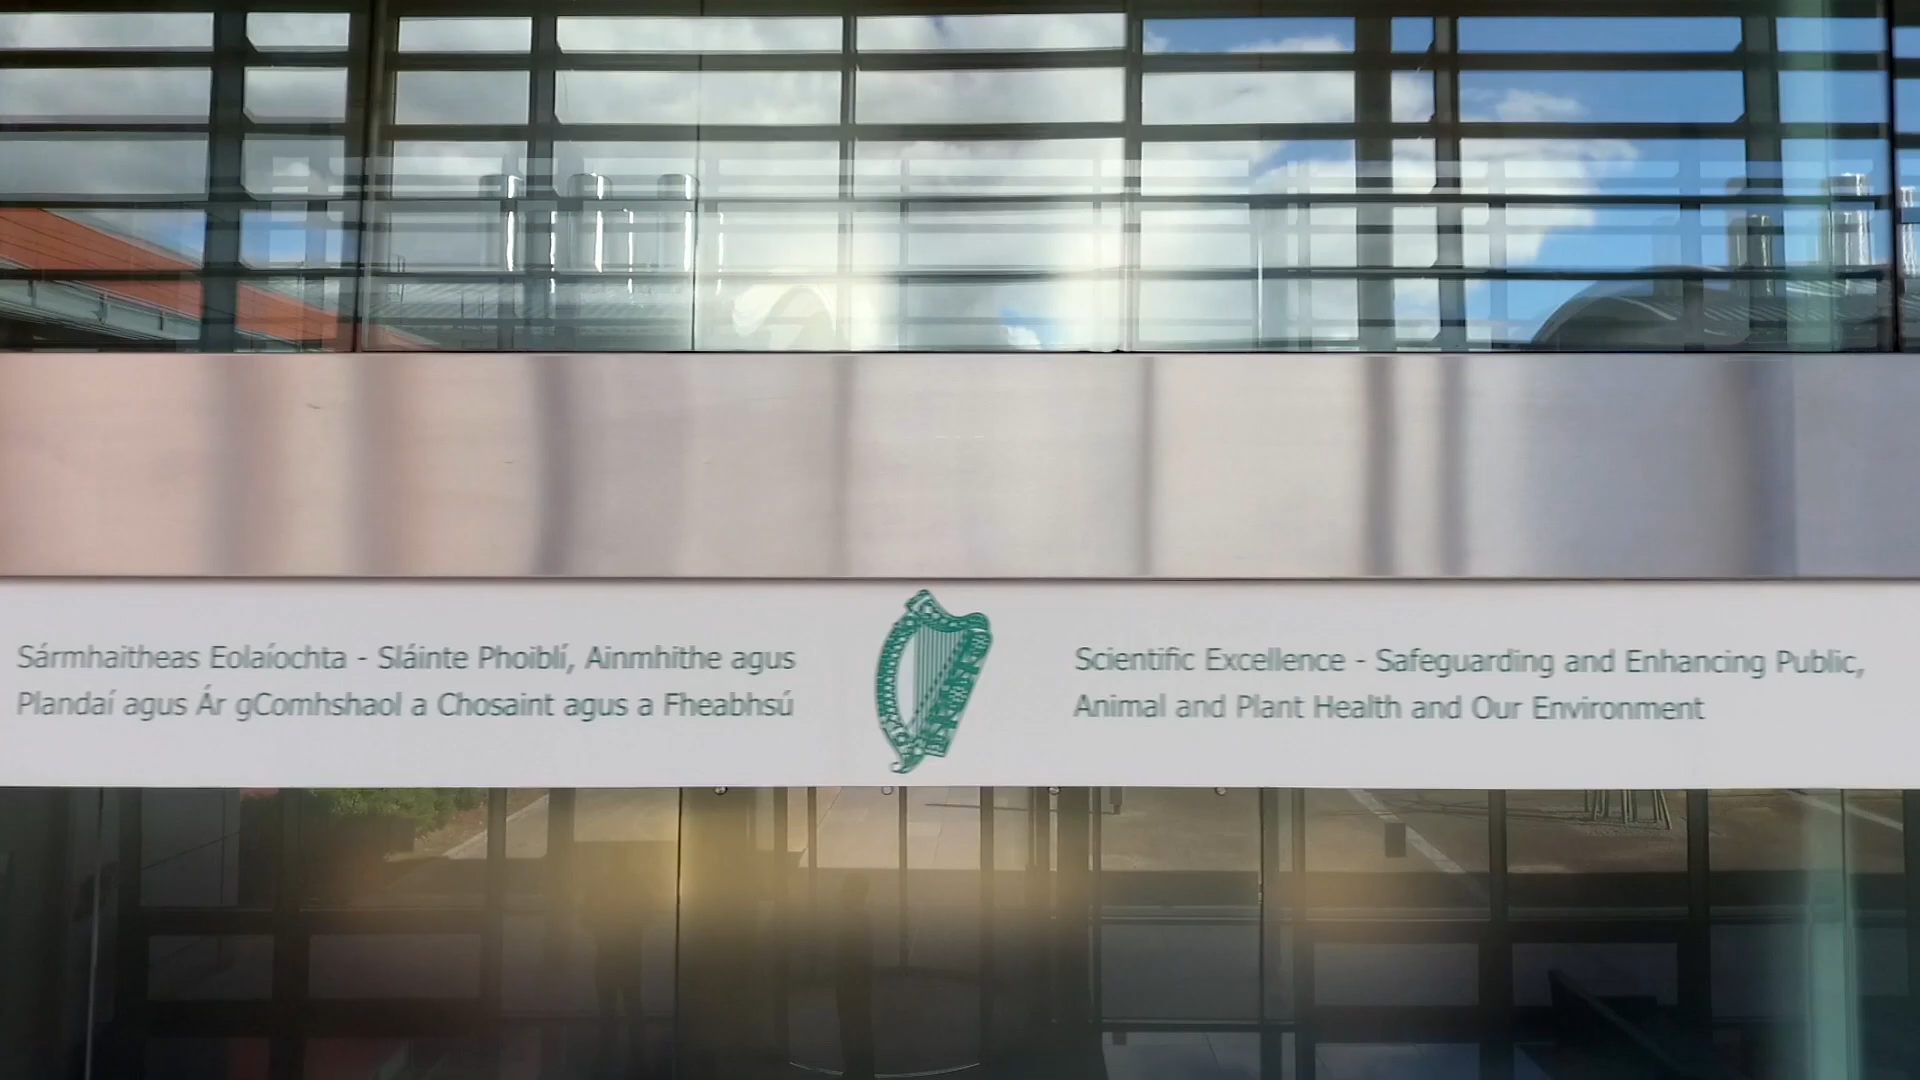 Sármhaitheas Eolaíochta - Sláinte Phoiblí, Ainmhithe agus
Plandaí agus Ár gComhshaol a Chosaint agus a Fheabhsú
Scientific Excellence - Safeguarding and Enhancing Public,
Animal and Plant Health and Our Environment